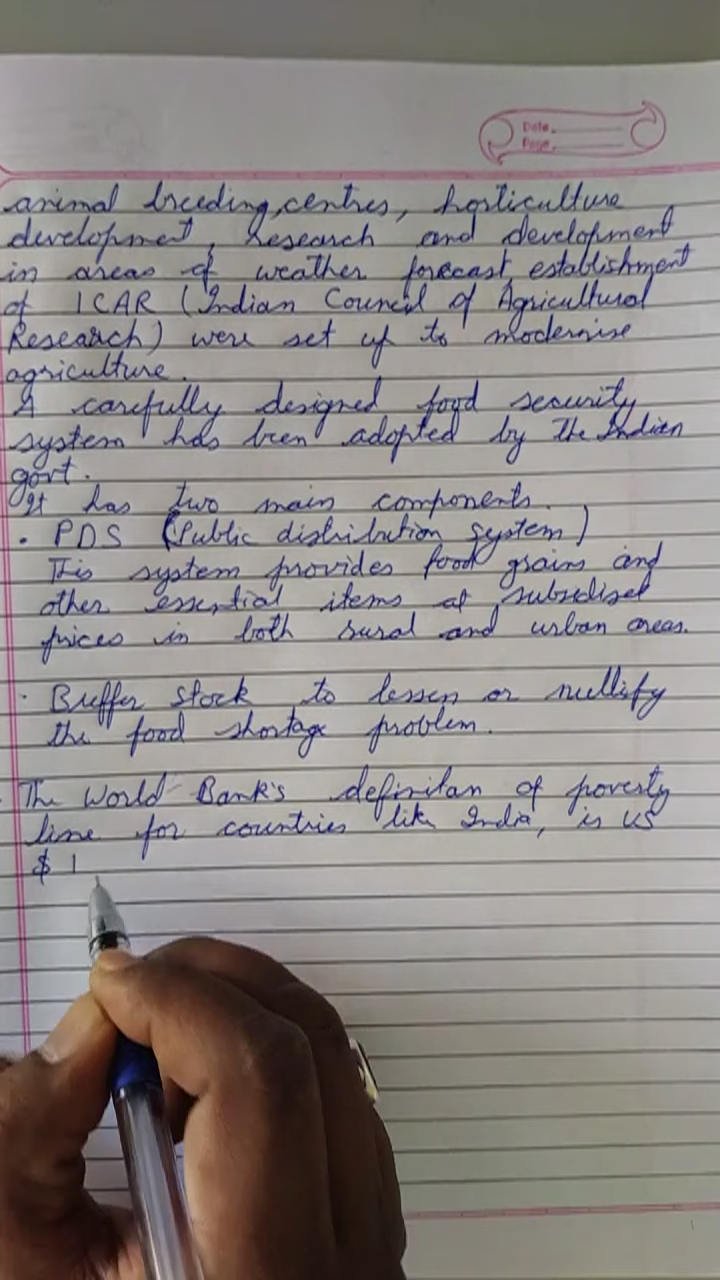 Date.
Page.
animal breeding, centres, horticulture
development, Research and development
in areas of weather forecast, establishment
of ICAR (Indian Council of Agricultural
Research) were set up to modernise
agriculture.
A carefully designed food security
system has been adopted by the Indian
govt.
It has two main components.
• PDS (Public distribution system)
This system provides food grains and
other essential items at subsidised
prices in both rural and urban areas.
• Buffer stock to lessen or nullify
the food shortage problem.
• The World Bank's definitan of poverty
line for countries like India, is US
$ 1